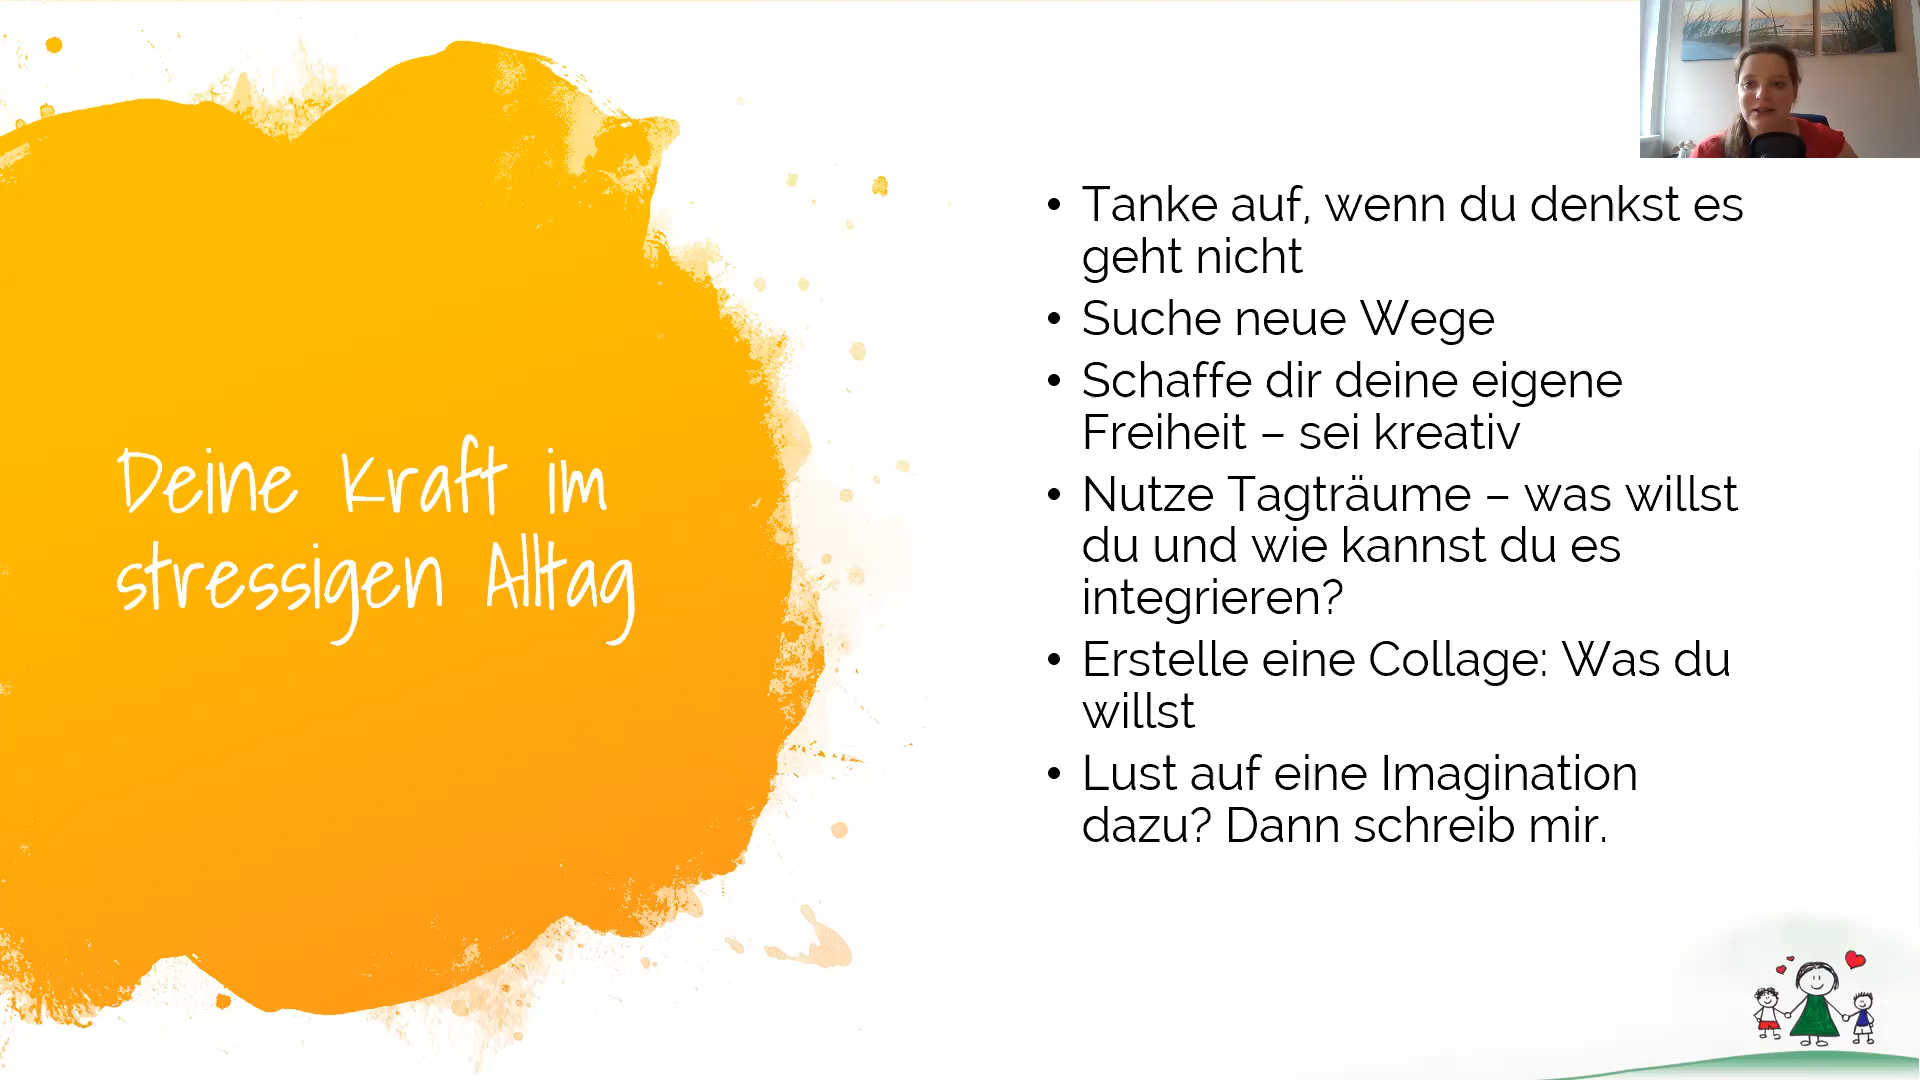 Deine Kraft im
stressigen Alltag
• Tanke auf, wenn du denkst es
geht nicht
• Suche neue Wege
• Schaffe dir deine eigene
Freiheit – sei kreativ
• Nutze Tagträume – was willst
du und wie kannst du es
integrieren?
• Erstelle eine Collage: Was du
willst
• Lust auf eine Imagination
dazu? Dann schreib mir.